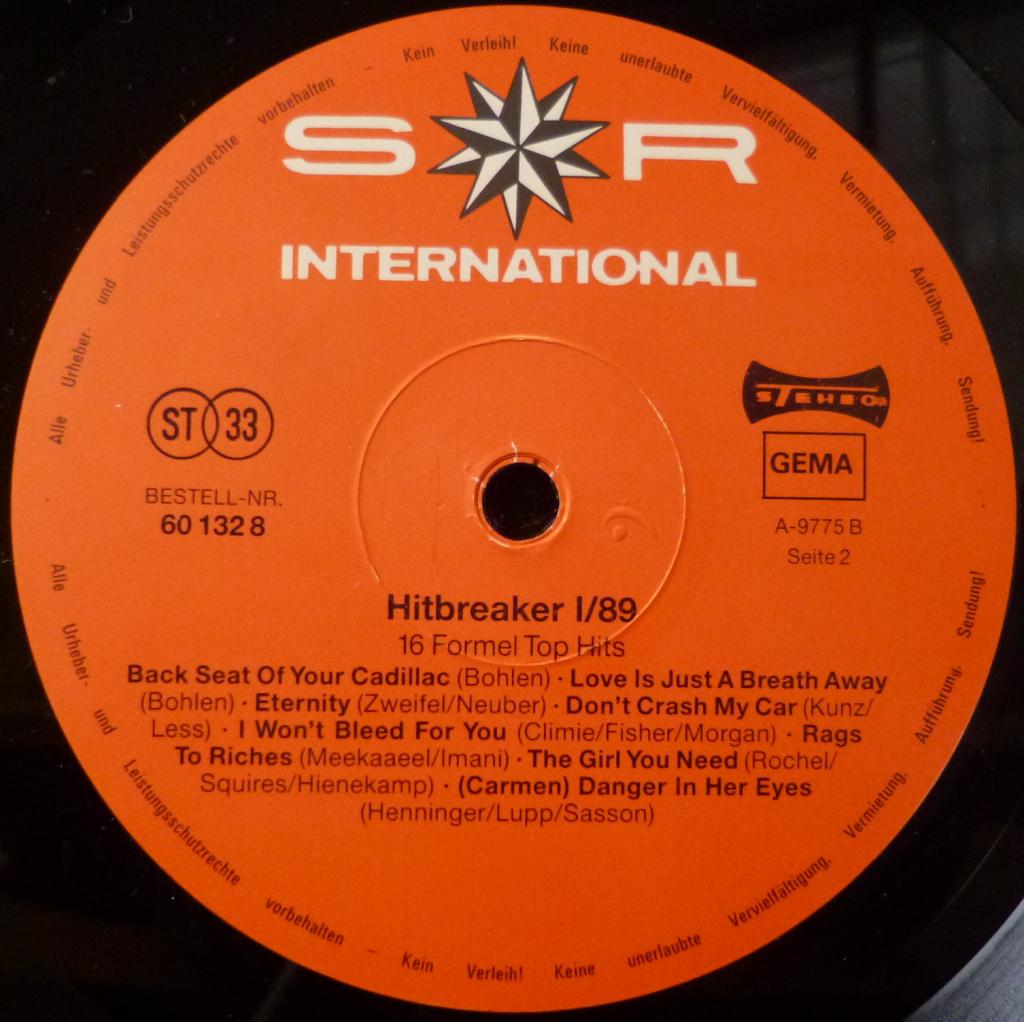 Alle Urheber- und Leistungsschutzrechte vorbehalten – Kein Verleih! Keine unerlaubte Vervielfältigung, Vermietung, Aufführung, Sendung!
S R
INTERNATIONAL
ST 33
STEREO
GEMA
BESTELL-NR.
60 132 8
A-9775 B
Seite 2
Hitbreaker I/89
16 Formel Top Hits
Back Seat Of Your Cadillac (Bohlen) · Love Is Just A Breath Away
(Bohlen) · Eternity (Zweifel/Neuber) · Don't Crash My Car (Kunz/
Less) · I Won't Bleed For You (Climie/Fisher/Morgan) · Rags
To Riches (Meekaaeel/Imani) · The Girl You Need (Rochel/
Squires/Hienekamp) · (Carmen) Danger In Her Eyes
(Henninger/Lupp/Sasson)
Alle Urheber- und Leistungsschutzrechte vorbehalten – Kein Verleih! Keine unerlaubte Vervielfältigung, Vermietung, Aufführung, Sendung!